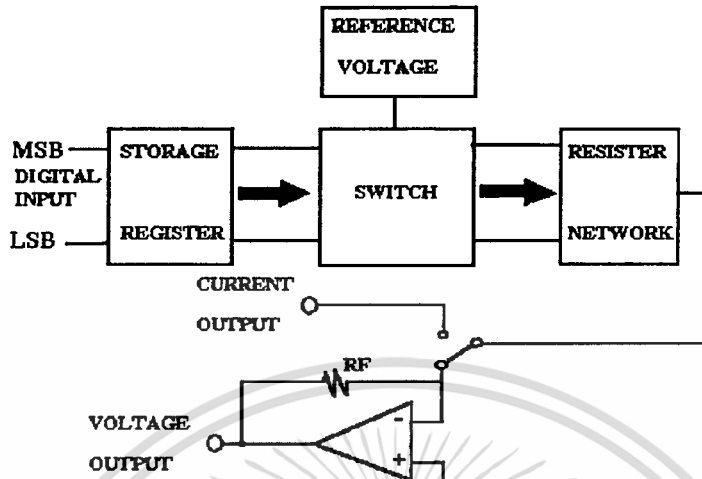 REFERENCE
VOLTAGE
MSB
DIGITAL
INPUT
LSB
STORAGE
REGISTER
SWITCH
RESISTER
NETWORK
CURRENT
OUTPUT
RF
VOLTAGE
OUTPUT
-
+